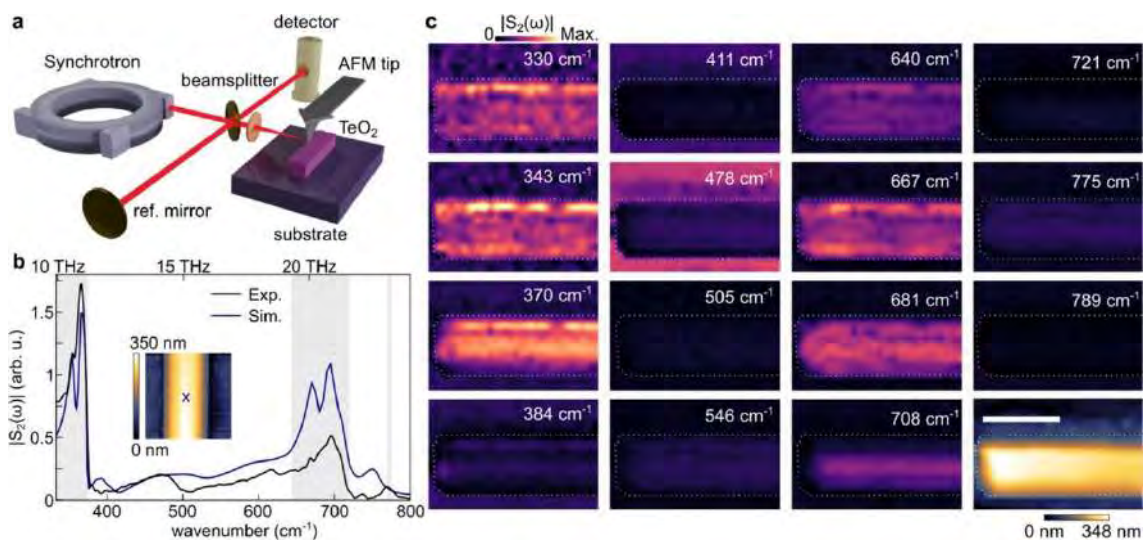 a
detector
Synchrotron
beamsplitter
AFM tip
TeO₂
ref. mirror
substrate
b
10 THz
15 THz
20 THz
Exp.
Sim.
350 nm
x
0 nm
|S₂(ω)| (arb. u.)
1.5
1
0.5
0
400
500
600
700
800
wavenumber (cm⁻¹)
c
|S₂(ω)|
0
Max.
330 cm⁻¹
411 cm⁻¹
640 cm⁻¹
721 cm⁻¹
343 cm⁻¹
478 cm⁻¹
667 cm⁻¹
775 cm⁻¹
370 cm⁻¹
505 cm⁻¹
681 cm⁻¹
789 cm⁻¹
384 cm⁻¹
546 cm⁻¹
708 cm⁻¹
0 nm
348 nm